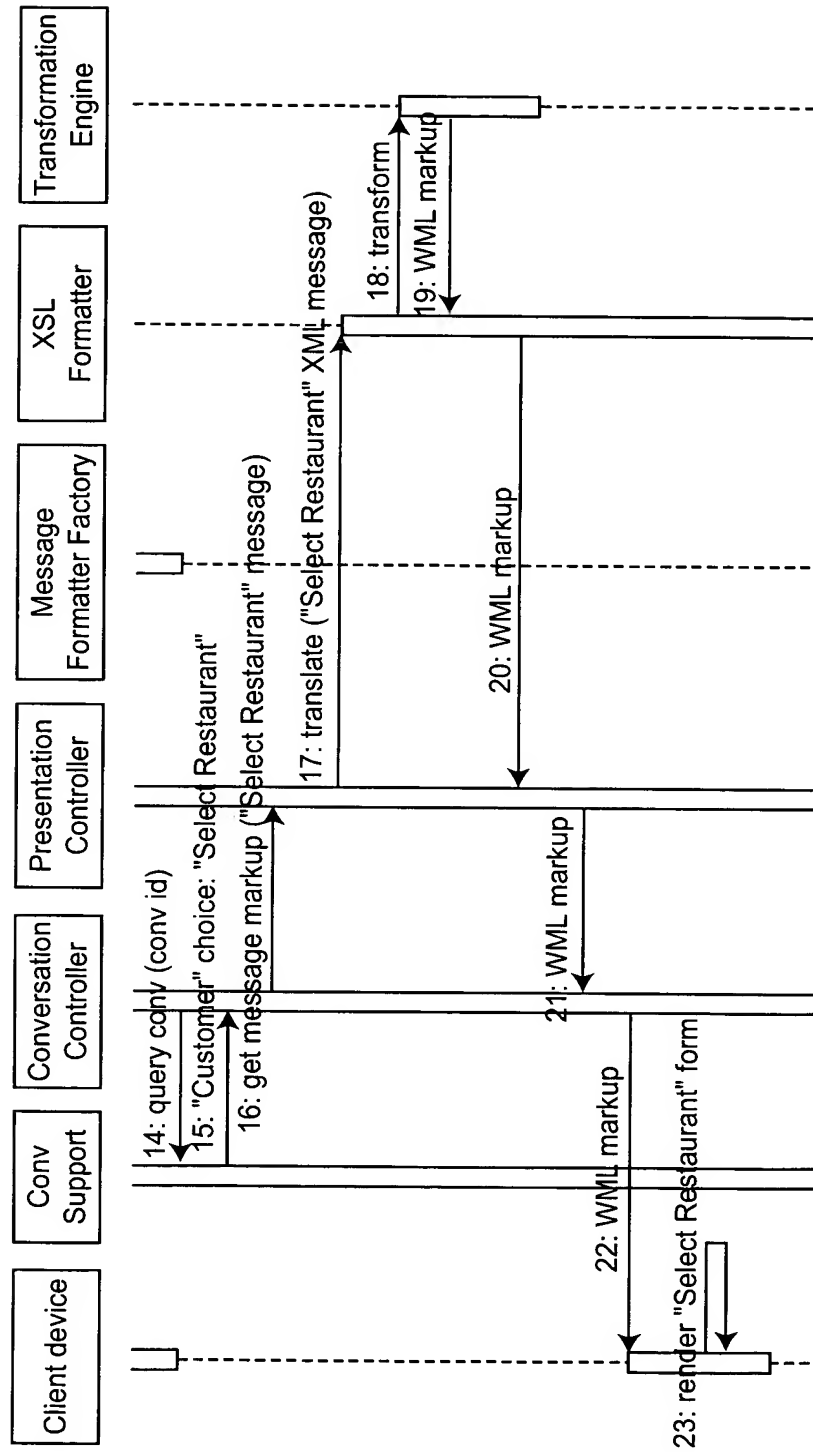 Client device
Conv
Support
Conversation
Controller
Presentation
Controller
Message
Formatter Factory
XSL
Formatter
Transformation
Engine
14: query conv (conv id)
15: "Customer" choice: "Select Restaurant"
16: get message markup ("Select Restaurant" message)
17: translate ("Select Restaurant" XML message)
18: transform
19: WML markup
20: WML markup
21: WML markup
22: WML markup
23: render "Select Restaurant" form